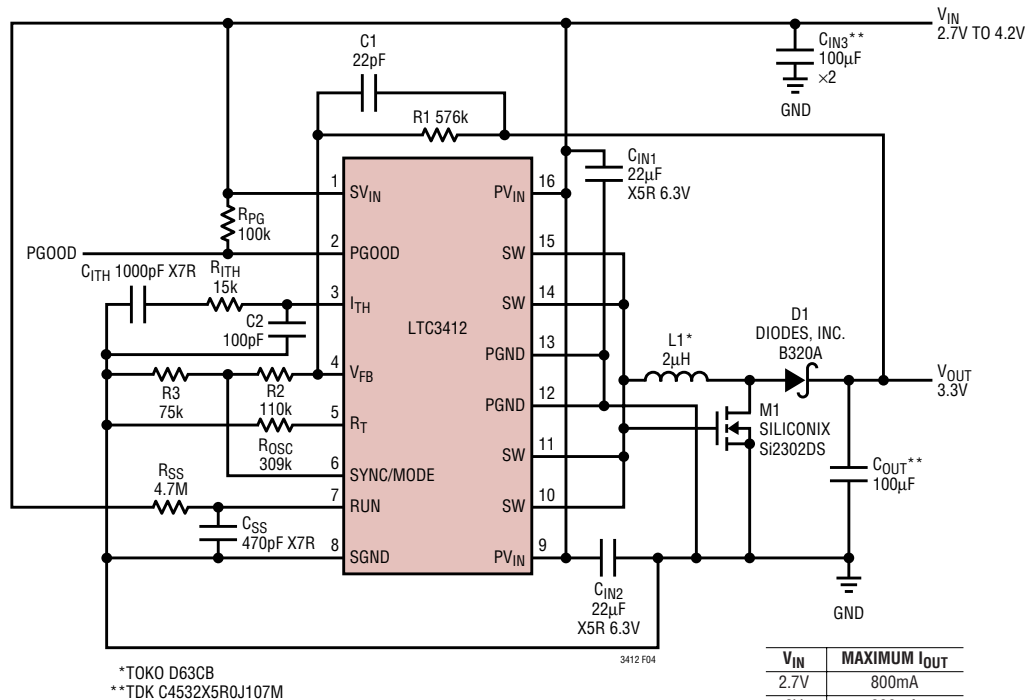 V_IN
2.7V TO 4.2V
C_IN3**
100µF
×2
GND
C1
22pF
R1 576k
C_IN1
22µF
X5R 6.3V
R_PG
100k
PGOOD
C_ITH 1000pF X7R
R_ITH
15k
C2
100pF
R3
75k
R2
110k
R_OSC
309k
R_SS
4.7M
C_SS
470pF X7R
LTC3412
1 SV_IN
2 PGOOD
3 I_TH
4 V_FB
5 R_T
6 SYNC/MODE
7 RUN
8 SGND
PV_IN 16
SW 15
SW 14
PGND 13
PGND 12
SW 11
SW 10
PV_IN 9
L1*
2µH
D1
DIODES, INC.
B320A
V_OUT
3.3V
M1
SILICONIX
Si2302DS
C_OUT**
100µF
GND
C_IN2
22µF
X5R 6.3V
3412 F04
*TOKO D63CB
**TDK C4532X5R0J107M
V_IN MAXIMUM I_OUT
2.7V 800mA